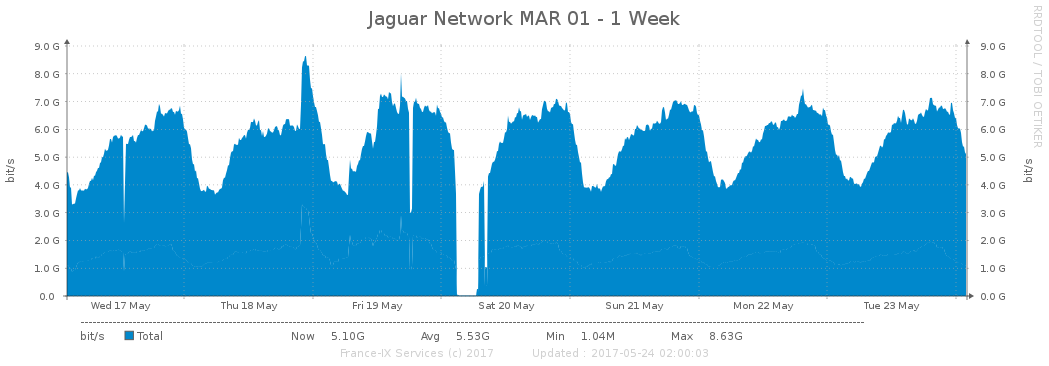 Jaguar Network MAR 01 - 1 Week
RRDTOOL / TOBI OETIKER
bit/s
9.0 G
8.0 G
7.0 G
6.0 G
5.0 G
4.0 G
3.0 G
2.0 G
1.0 G
0.0
9.0 G
8.0 G
7.0 G
6.0 G
5.0 G
4.0 G
3.0 G
2.0 G
1.0 G
0.0 G
bit/s
Wed 17 May Thu 18 May Fri 19 May Sat 20 May Sun 21 May Mon 22 May Tue 23 May
bit/s Total Now 5.10G Avg 5.53G Min 1.04M Max 8.63G
France-IX Services (c) 2017 Updated : 2017-05-24 02:00:03